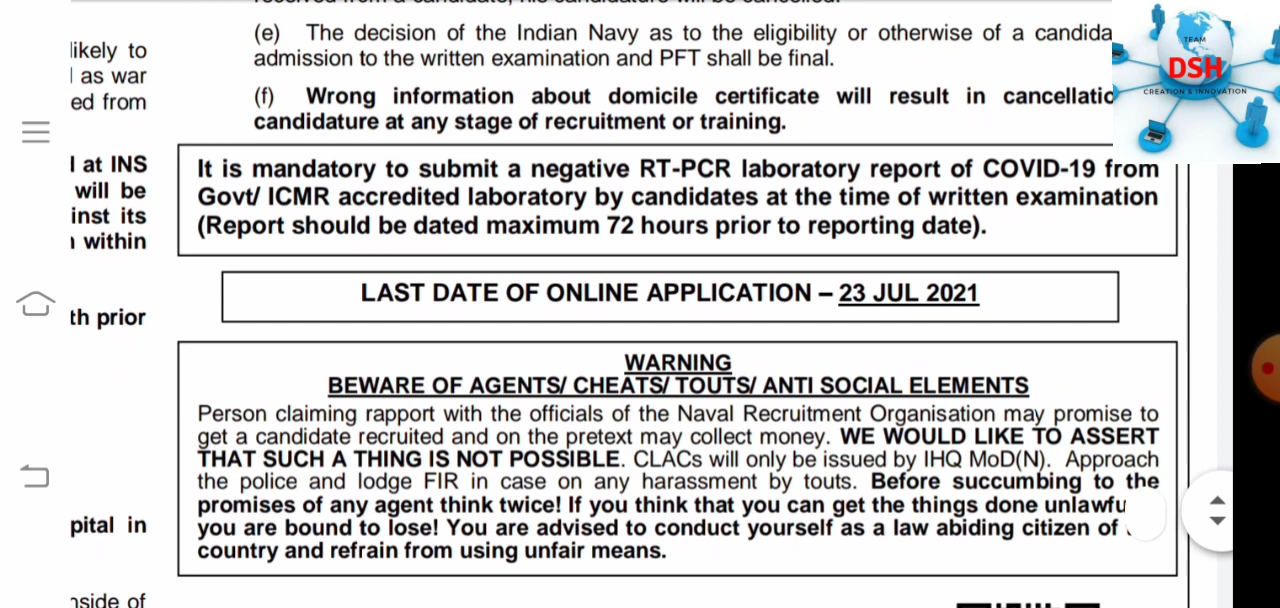 received from a candidate, his candidature will be cancelled.
(e) The decision of the Indian Navy as to the eligibility or otherwise of a candida
admission to the written examination and PFT shall be final.
(f) Wrong information about domicile certificate will result in cancellatio
candidature at any stage of recruitment or training.
likely to
as war
ed from
at INS
will be
inst its
within
th prior
pital in
nside of
It is mandatory to submit a negative RT-PCR laboratory report of COVID-19 from
Govt/ ICMR accredited laboratory by candidates at the time of written examination
(Report should be dated maximum 72 hours prior to reporting date).
LAST DATE OF ONLINE APPLICATION – 23 JUL 2021
WARNING
BEWARE OF AGENTS/ CHEATS/ TOUTS/ ANTI SOCIAL ELEMENTS
Person claiming rapport with the officials of the Naval Recruitment Organisation may promise to
get a candidate recruited and on the pretext may collect money. WE WOULD LIKE TO ASSERT
THAT SUCH A THING IS NOT POSSIBLE. CLACs will only be issued by IHQ MoD(N). Approach
the police and lodge FIR in case on any harassment by touts. Before succumbing to the
promises of any agent think twice! If you think that you can get the things done unlawfu
you are bound to lose! You are advised to conduct yourself as a law abiding citizen of
country and refrain from using unfair means.
TEAM
DSH
CREATION & INNOVATION